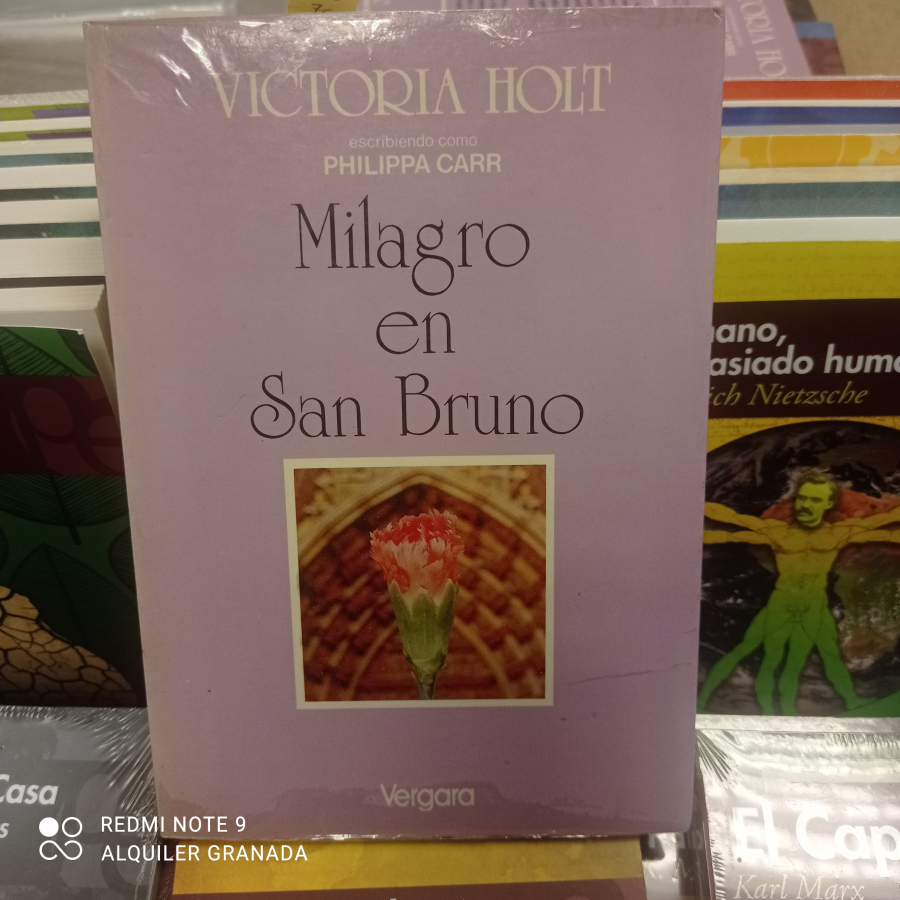 VICTORIA HOLT
escribiendo como
PHILIPPA CARR
Milagro
en
San Bruno
Vergara
ano,
asiado huma
ich Nietzsche
Casa
s
El Cap
Karl Marx
REDMI NOTE 9
ALQUILER GRANADA